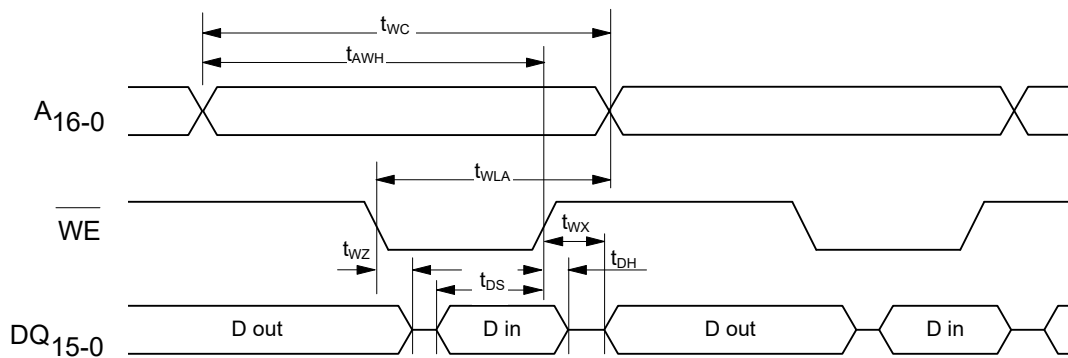 tWC
tAWH
A16-0
tWLA
WE
tWX
tWZ
tDH
tDS
DQ15-0
D out
D in
D out
D in